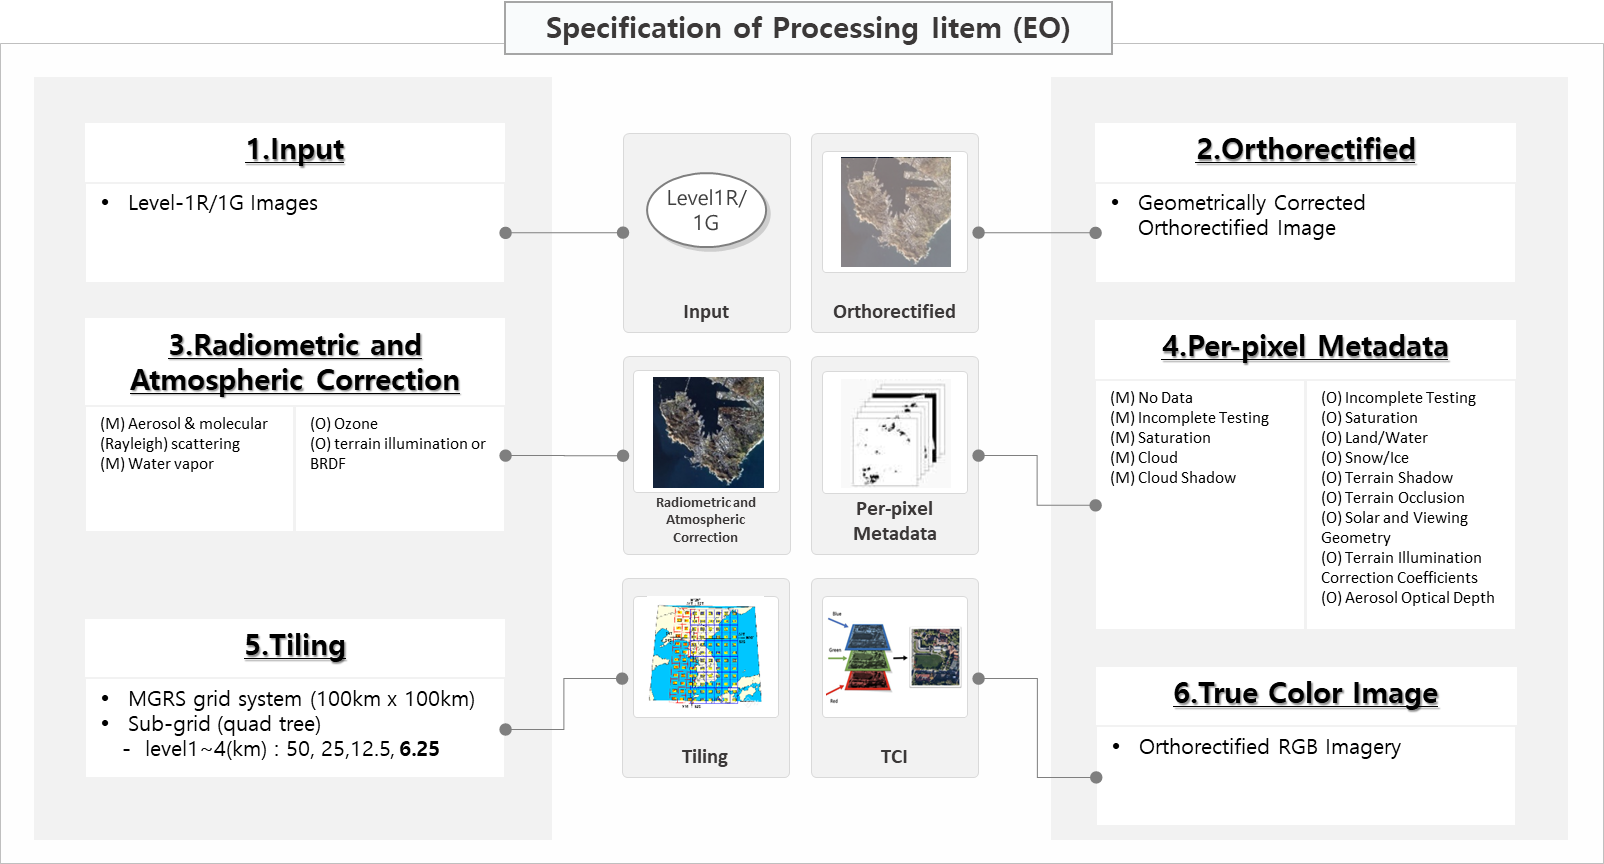 Specification of Processing Iitem (EO)
1.Input
• Level-1R/1G Images
Level1R/
1G
Input
Orthorectified
2.Orthorectified
• Geometrically Corrected
Orthorectified Image
3.Radiometric and
Atmospheric Correction
(M) Aerosol & molecular
(Rayleigh) scattering
(M) Water vapor
(O) Ozone
(O) terrain illumination or
BRDF
Radiometric and
Atmospheric
Correction
Per-pixel
Metadata
4.Per-pixel Metadata
(M) No Data
(M) Incomplete Testing
(M) Saturation
(M) Cloud
(M) Cloud Shadow
(O) Incomplete Testing
(O) Saturation
(O) Land/Water
(O) Snow/Ice
(O) Terrain Shadow
(O) Terrain Occlusion
(O) Solar and Viewing
Geometry
(O) Terrain Illumination
Correction Coefficients
(O) Aerosol Optical Depth
5.Tiling
• MGRS grid system (100km x 100km)
• Sub-grid (quad tree)
- level1~4(km) : 50, 25,12.5, 6.25
Tiling
Blue
Green
Red
TCI
6.True Color Image
• Orthorectified RGB Imagery